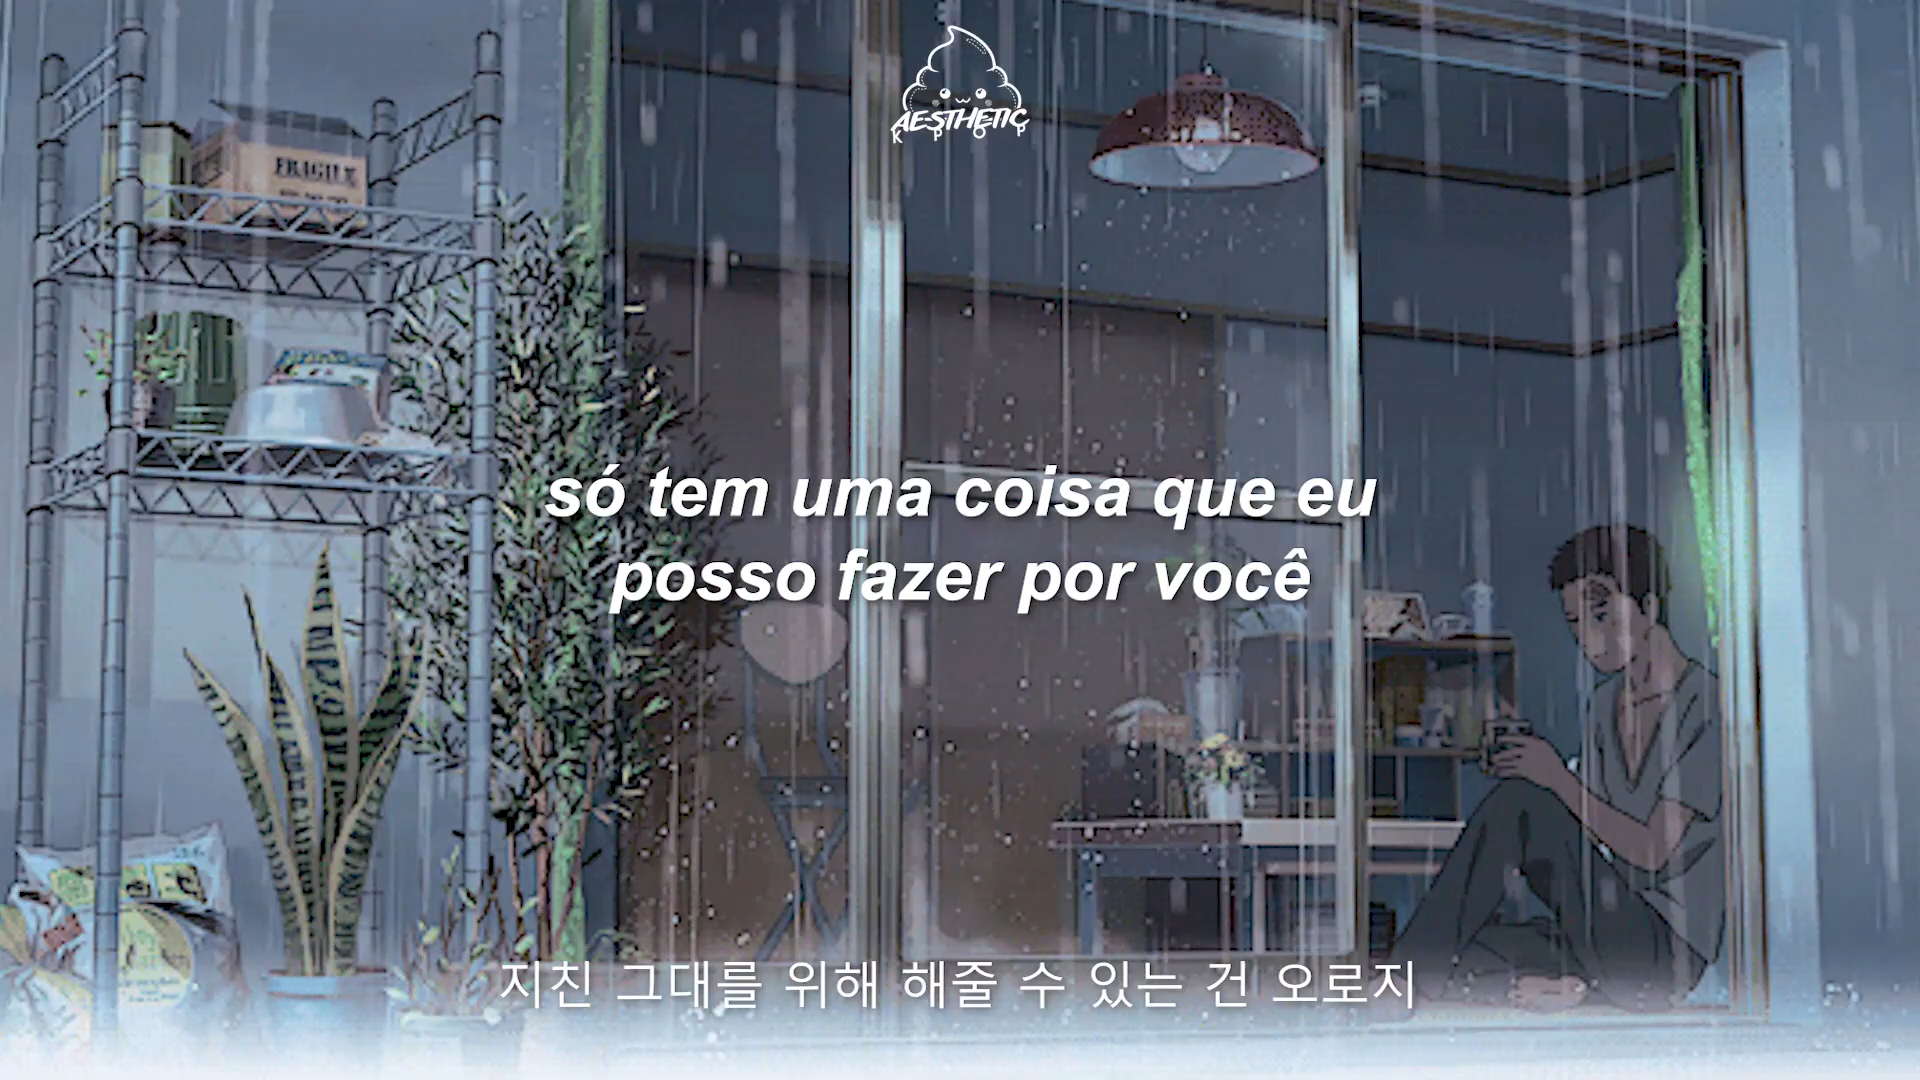 AESTHETIC
K P O P
FRAGILE
só tem uma coisa que eu
posso fazer por você
지친 그대를 위해 해줄 수 있는 건 오로지